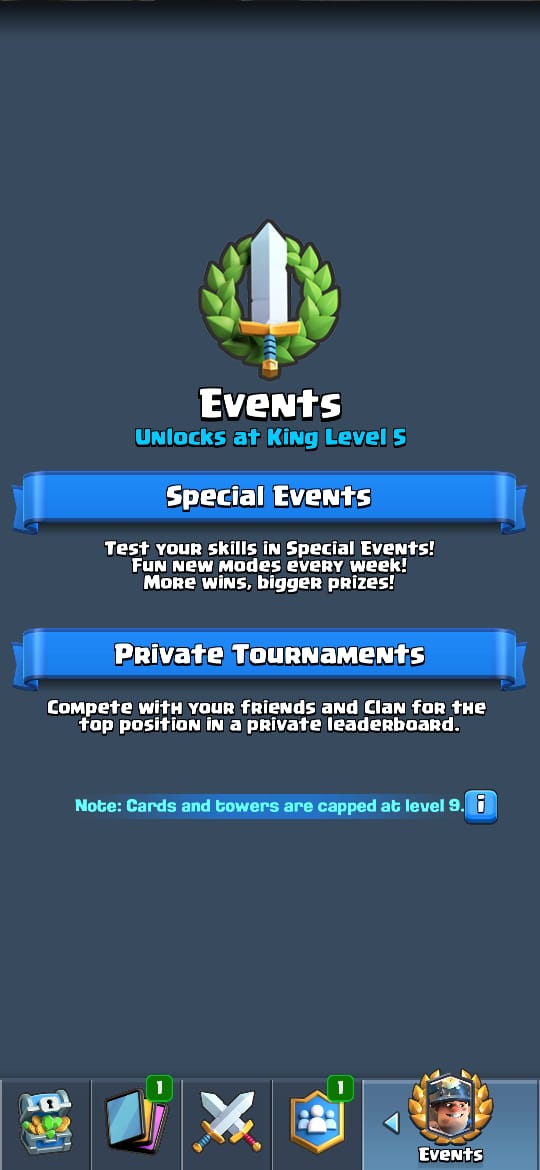 Events
Unlocks at King Level 5
Special Events
Test your skills in Special Events!
Fun new modes every week!
More wins, bigger prizes!
Private Tournaments
Compete with your friends and Clan for the
top position in a private leaderboard.
Note: Cards and towers are capped at level 9.
i
1
1
Events